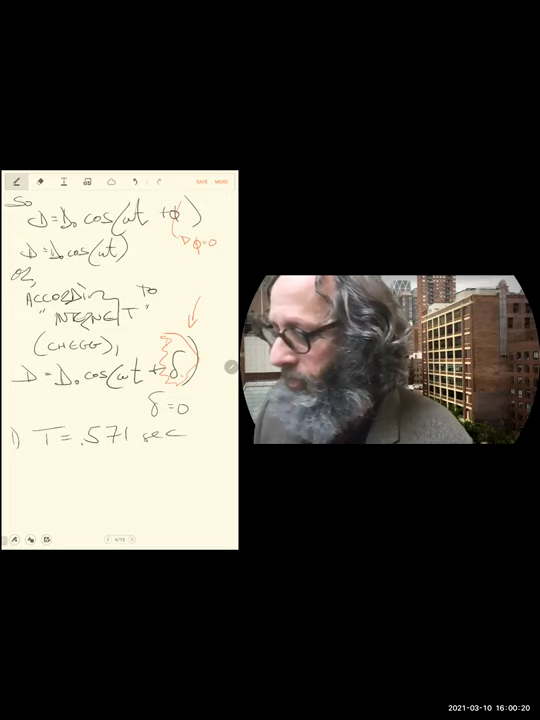 So
D = D₀ cos(ωt + ϕ)
▷ ϕ=0
D = D₀ cos(ωt)
OR,
ACCORDING TO
"INTERNET"
(CHEGG),
D = D₀ cos(ωt + δ)
δ = 0
1) T = .571 sec
SAVE
MORE
6/13
2021-03-10 16:00:20